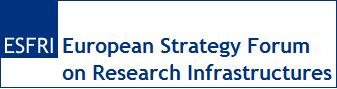 ESFRI European Strategy Forum
on Research Infrastructures